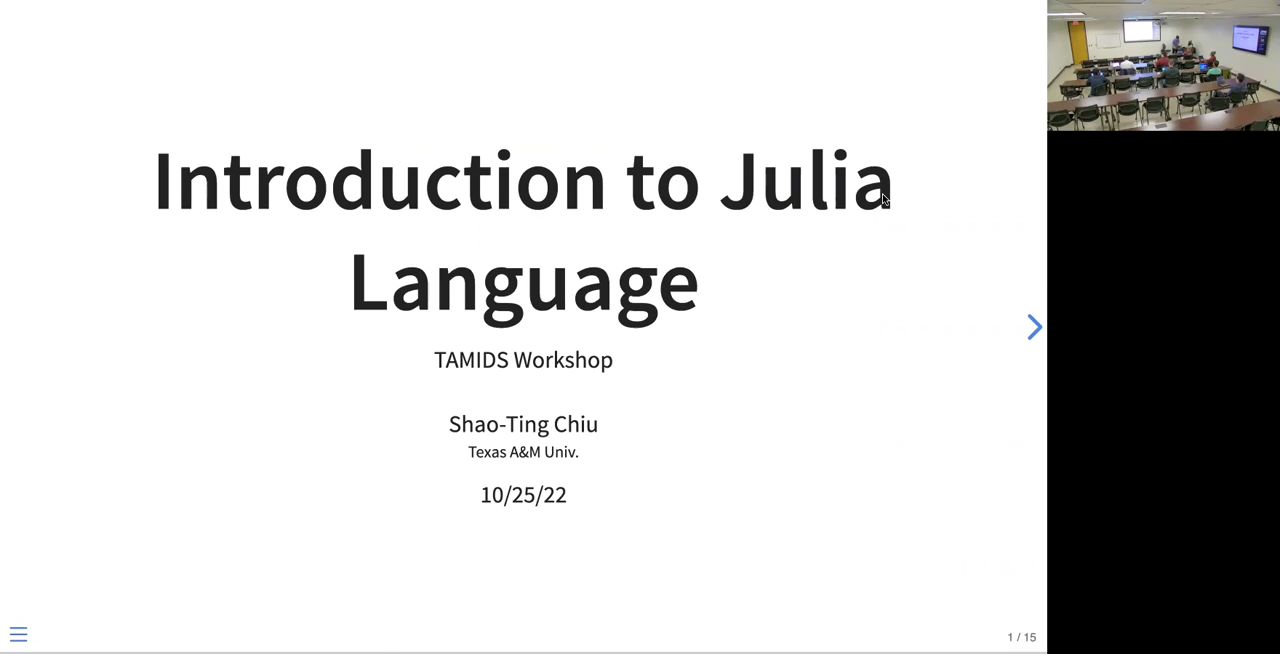 Introduction to Julia
Language
TAMIDS Workshop
Shao-Ting Chiu
Texas A&M Univ.
10/25/22
1 / 15